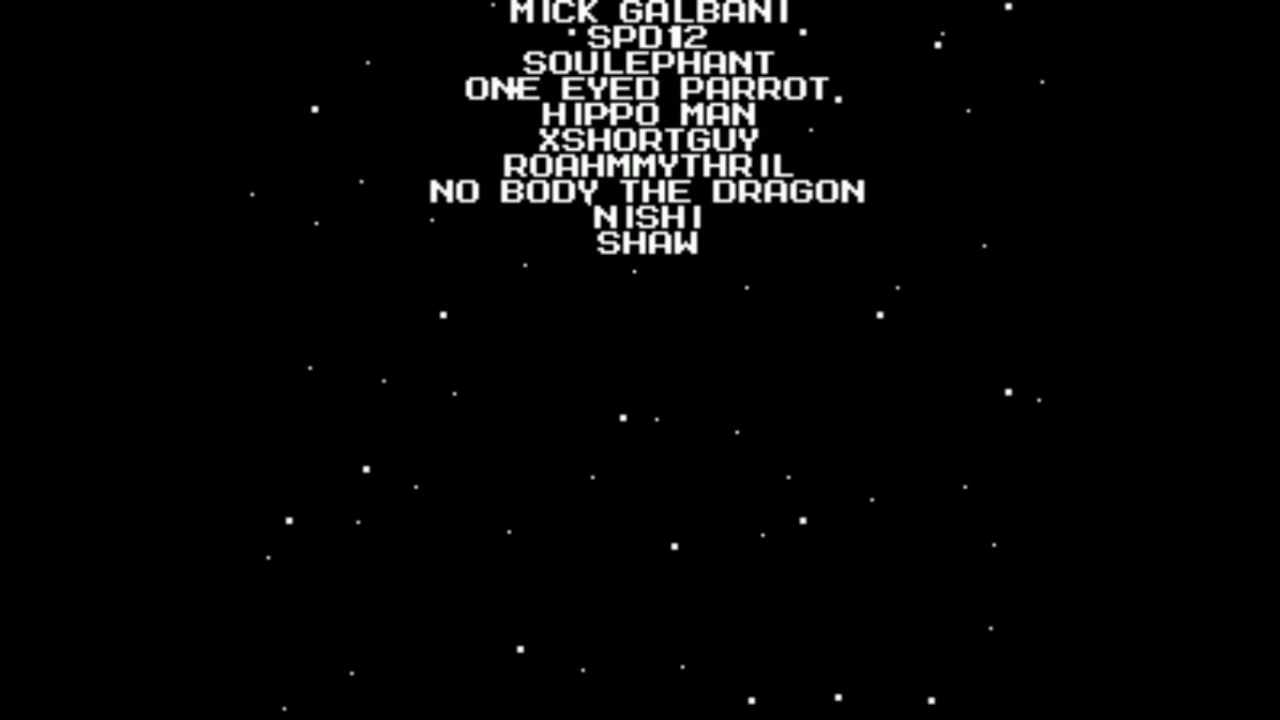 MICK GALBANI
SPD12
SOULEPHANT
ONE EYED PARROT
HIPPO MAN
XSHORTGUY
ROAHMMYTHRIL
NO BODY THE DRAGON
NISHI
SHAW